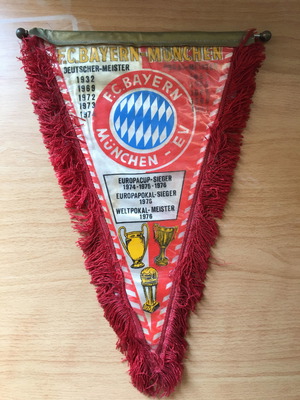 F.C. BAYERN MÜNCHEN
DEUTSCHER-MEISTER
1932
1969
1972
1973
F.C. BAYERN
MÜNCHEN - E.V.
EUROPACUP-SIEGER
1974-1975-1976
EUROPAPOKAL-SIEGER
WELTPOKAL-MEISTER
1976